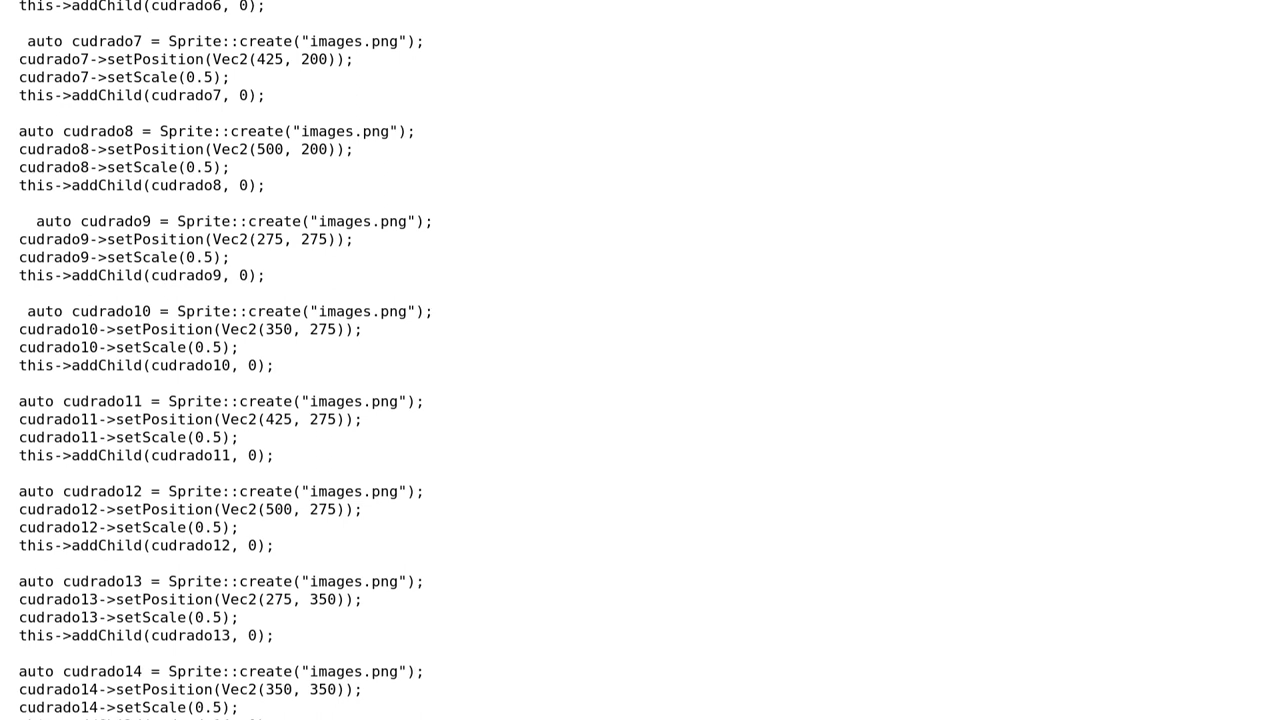 this->addChild(cudrado6, 0);

 auto cudrado7 = Sprite::create("images.png");
cudrado7->setPosition(Vec2(425, 200));
cudrado7->setScale(0.5);
this->addChild(cudrado7, 0);

auto cudrado8 = Sprite::create("images.png");
cudrado8->setPosition(Vec2(500, 200));
cudrado8->setScale(0.5);
this->addChild(cudrado8, 0);

  auto cudrado9 = Sprite::create("images.png");
cudrado9->setPosition(Vec2(275, 275));
cudrado9->setScale(0.5);
this->addChild(cudrado9, 0);

 auto cudrado10 = Sprite::create("images.png");
cudrado10->setPosition(Vec2(350, 275));
cudrado10->setScale(0.5);
this->addChild(cudrado10, 0);

auto cudrado11 = Sprite::create("images.png");
cudrado11->setPosition(Vec2(425, 275));
cudrado11->setScale(0.5);
this->addChild(cudrado11, 0);

auto cudrado12 = Sprite::create("images.png");
cudrado12->setPosition(Vec2(500, 275));
cudrado12->setScale(0.5);
this->addChild(cudrado12, 0);

auto cudrado13 = Sprite::create("images.png");
cudrado13->setPosition(Vec2(275, 350));
cudrado13->setScale(0.5);
this->addChild(cudrado13, 0);

auto cudrado14 = Sprite::create("images.png");
cudrado14->setPosition(Vec2(350, 350));
cudrado14->setScale(0.5);